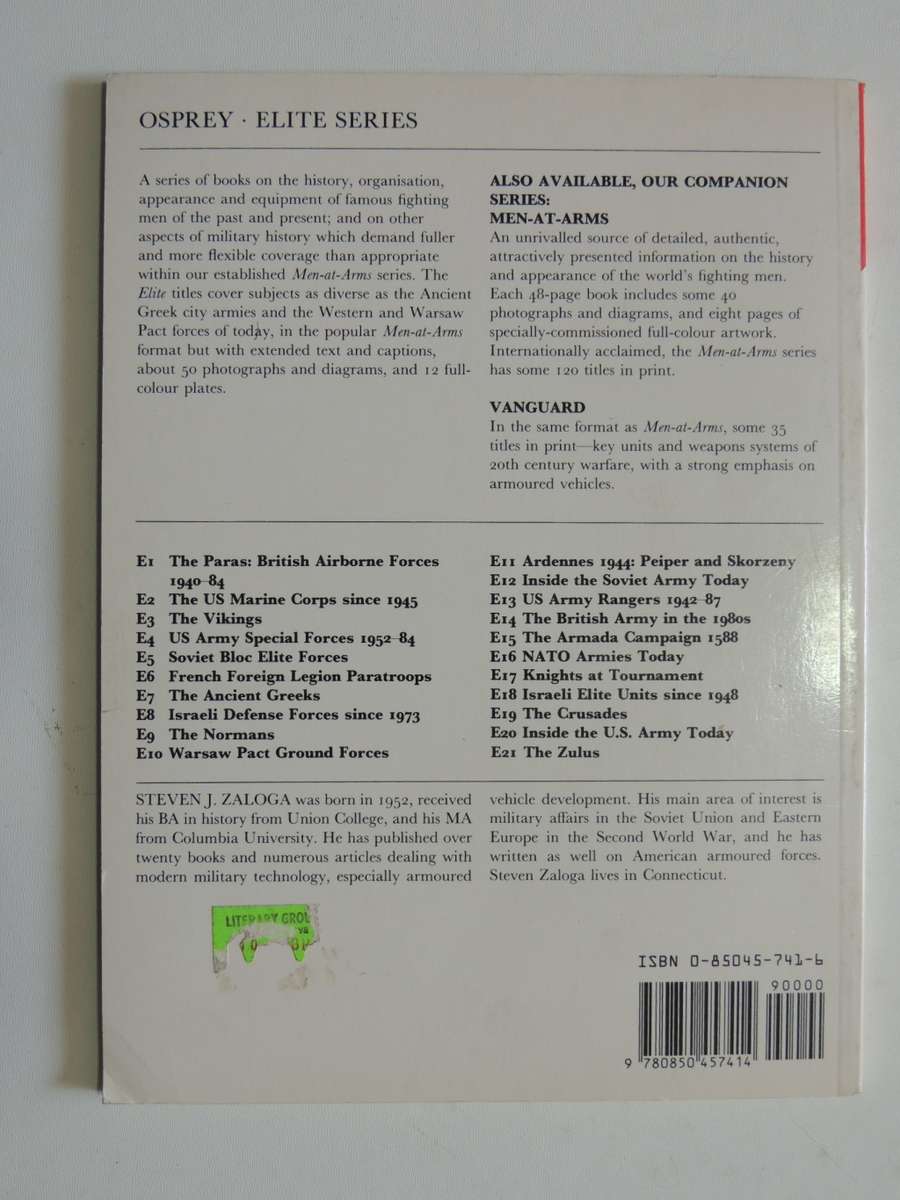 OSPREY · ELITE SERIES
A series of books on the history, organisation,
appearance and equipment of famous fighting
men of the past and present; and on other
aspects of military history which demand fuller
and more flexible coverage than appropriate
within our established Men-at-Arms series. The
Elite titles cover subjects as diverse as the Ancient
Greek city armies and the Western and Warsaw
Pact forces of today, in the popular Men-at-Arms
format but with extended text and captions,
about 50 photographs and diagrams, and 12 full-
colour plates.
ALSO AVAILABLE, OUR COMPANION
SERIES:
MEN-AT-ARMS
An unrivalled source of detailed, authentic,
attractively presented information on the history
and appearance of the world's fighting men.
Each 48-page book includes some 40
photographs and diagrams, and eight pages of
specially-commissioned full-colour artwork.
Internationally acclaimed, the Men-at-Arms series
has some 120 titles in print.
VANGUARD
In the same format as Men-at-Arms, some 35
titles in print—key units and weapons systems of
20th century warfare, with a strong emphasis on
armoured vehicles.
E1 The Paras: British Airborne Forces
1940–84
E2 The US Marine Corps since 1945
E3 The Vikings
E4 US Army Special Forces 1952–84
E5 Soviet Bloc Elite Forces
E6 French Foreign Legion Paratroops
E7 The Ancient Greeks
E8 Israeli Defense Forces since 1973
E9 The Normans
E10 Warsaw Pact Ground Forces
E11 Ardennes 1944: Peiper and Skorzeny
E12 Inside the Soviet Army Today
E13 US Army Rangers 1942–87
E14 The British Army in the 1980s
E15 The Armada Campaign 1588
E16 NATO Armies Today
E17 Knights at Tournament
E18 Israeli Elite Units since 1948
E19 The Crusades
E20 Inside the U.S. Army Today
E21 The Zulus
STEVEN J. ZALOGA was born in 1952, received
his BA in history from Union College, and his MA
from Columbia University. He has published over
twenty books and numerous articles dealing with
modern military technology, especially armoured
vehicle development. His main area of interest is
military affairs in the Soviet Union and Eastern
Europe in the Second World War, and he has
written as well on American armoured forces.
Steven Zaloga lives in Connecticut.
LITERARY GROU
ISBN 0-85045-741-6
90000
9 780850 457414